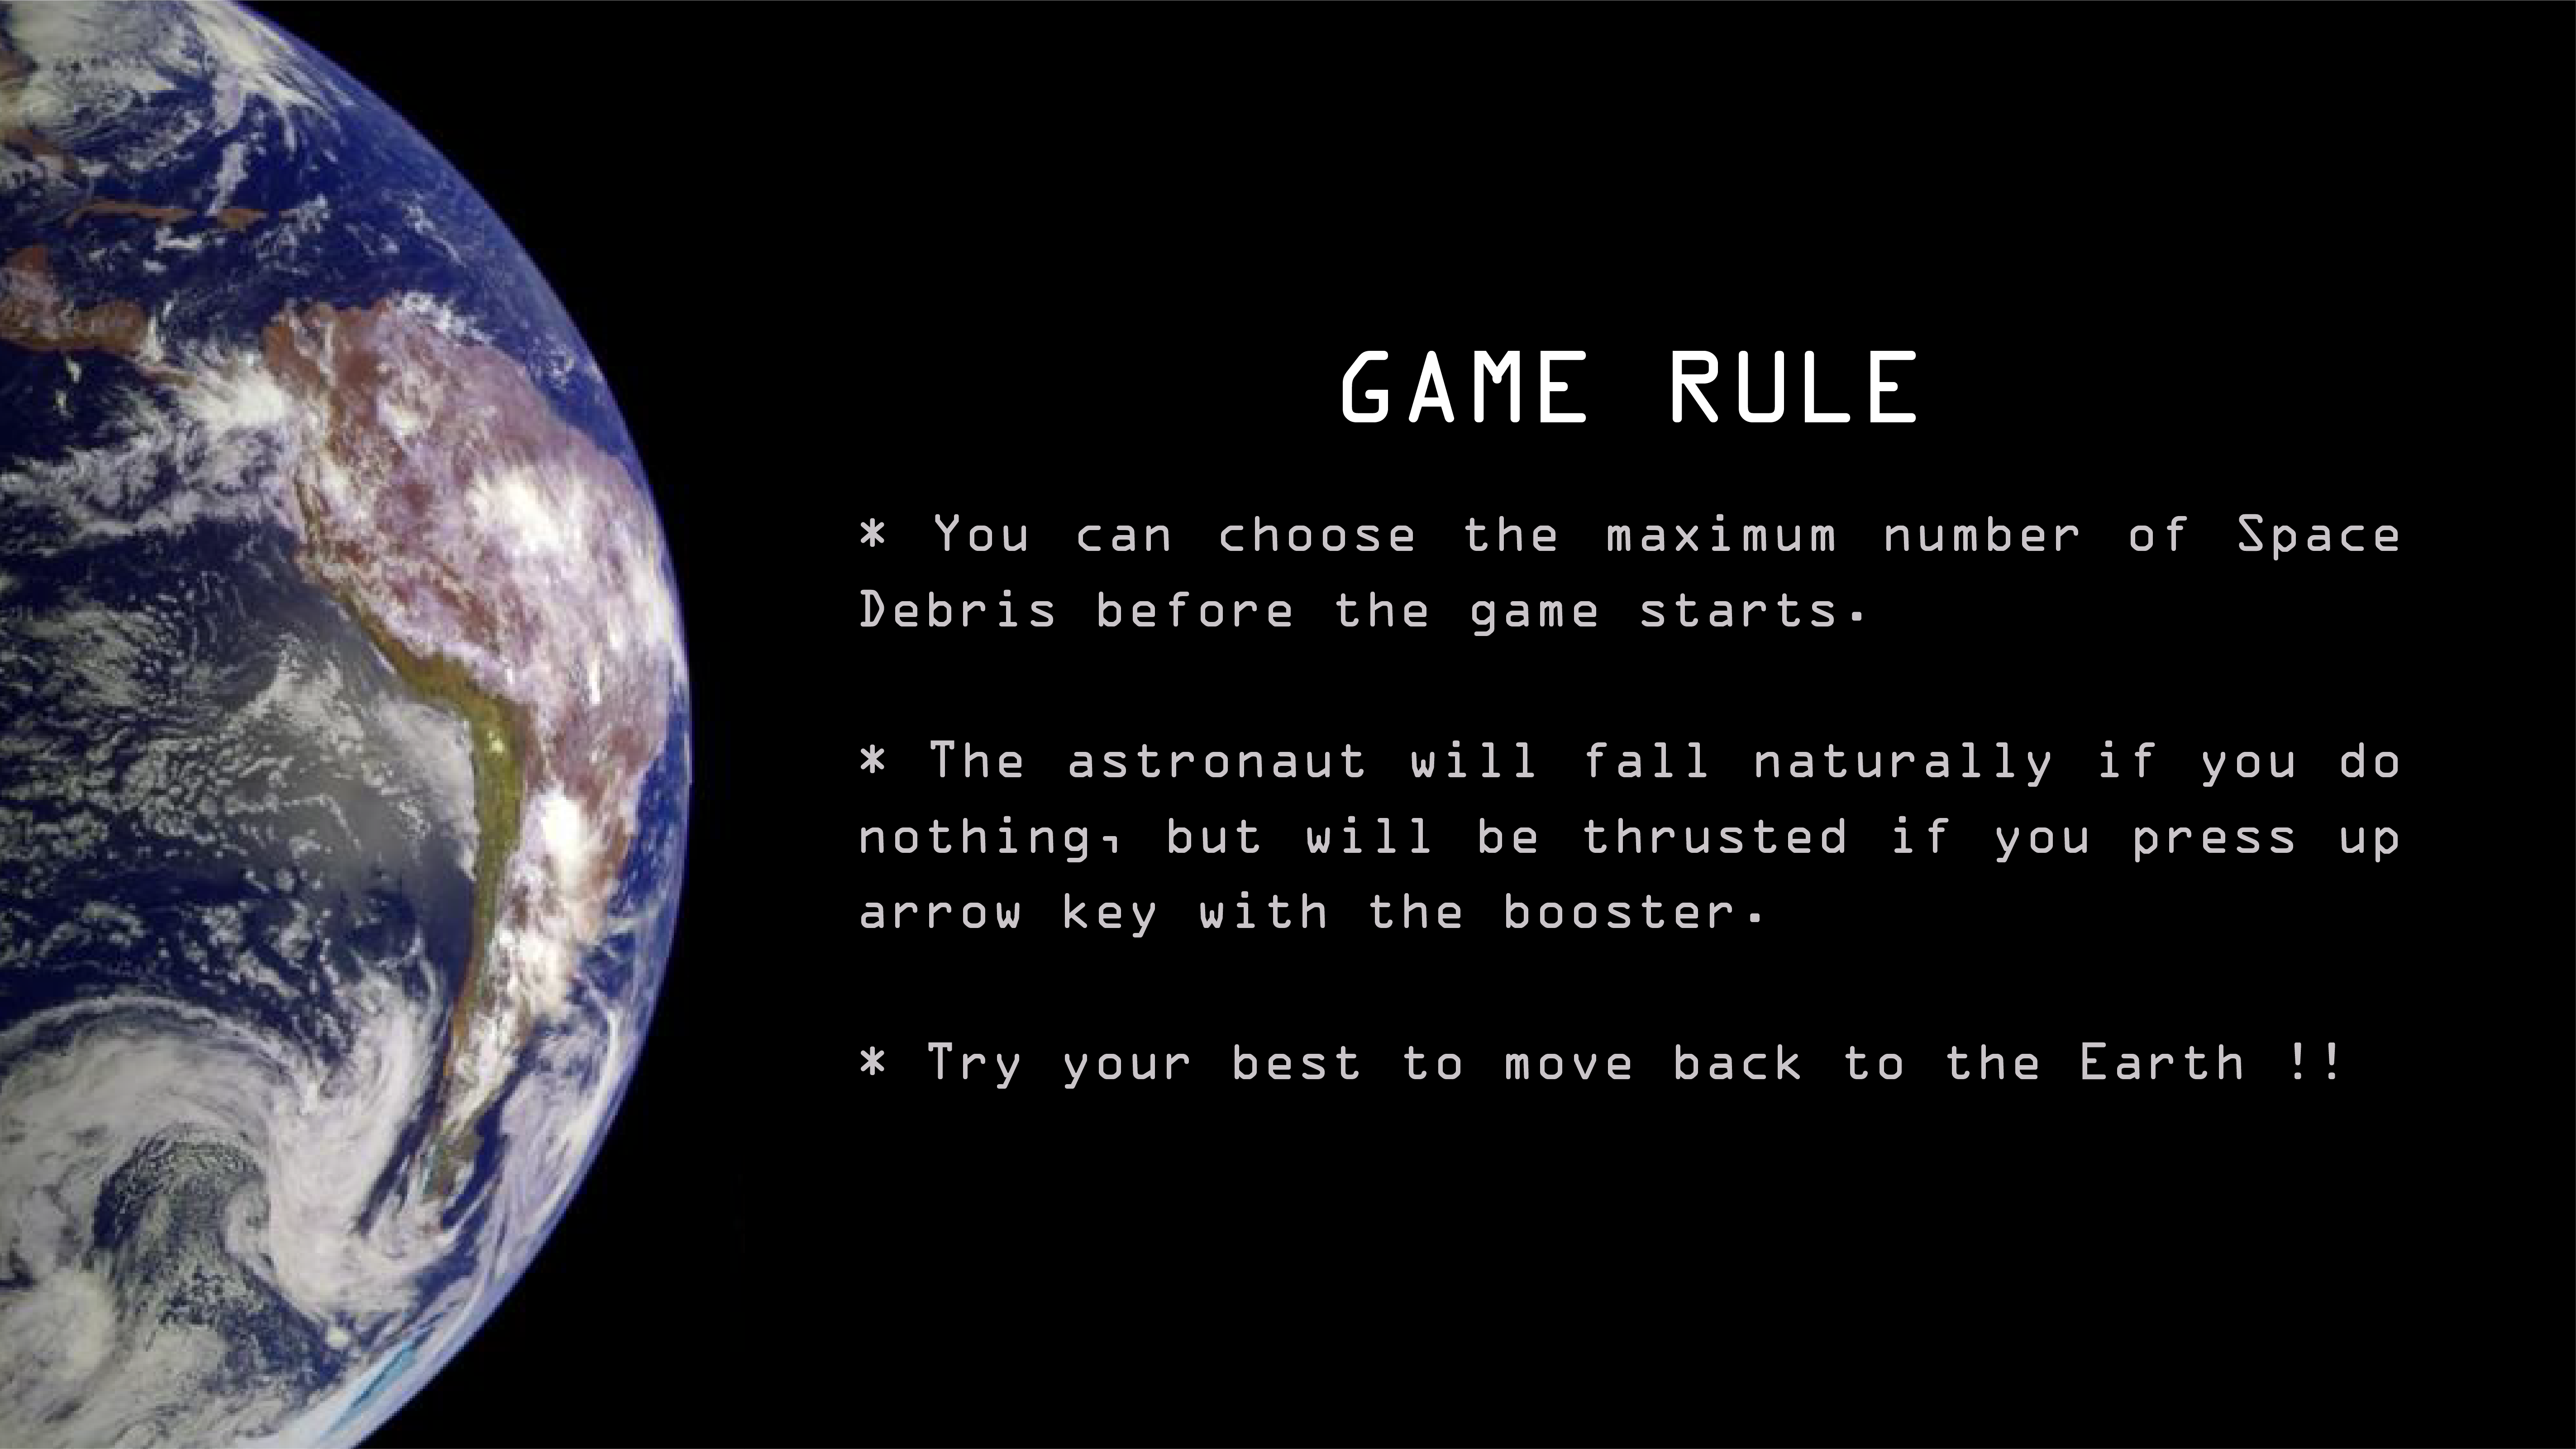 GAME RULE
* You can choose the maximum number of Space
Debris before the game starts.
* The astronaut will fall naturally if you do
nothing, but will be thrusted if you press up
arrow key with the booster.
* Try your best to move back to the Earth !!